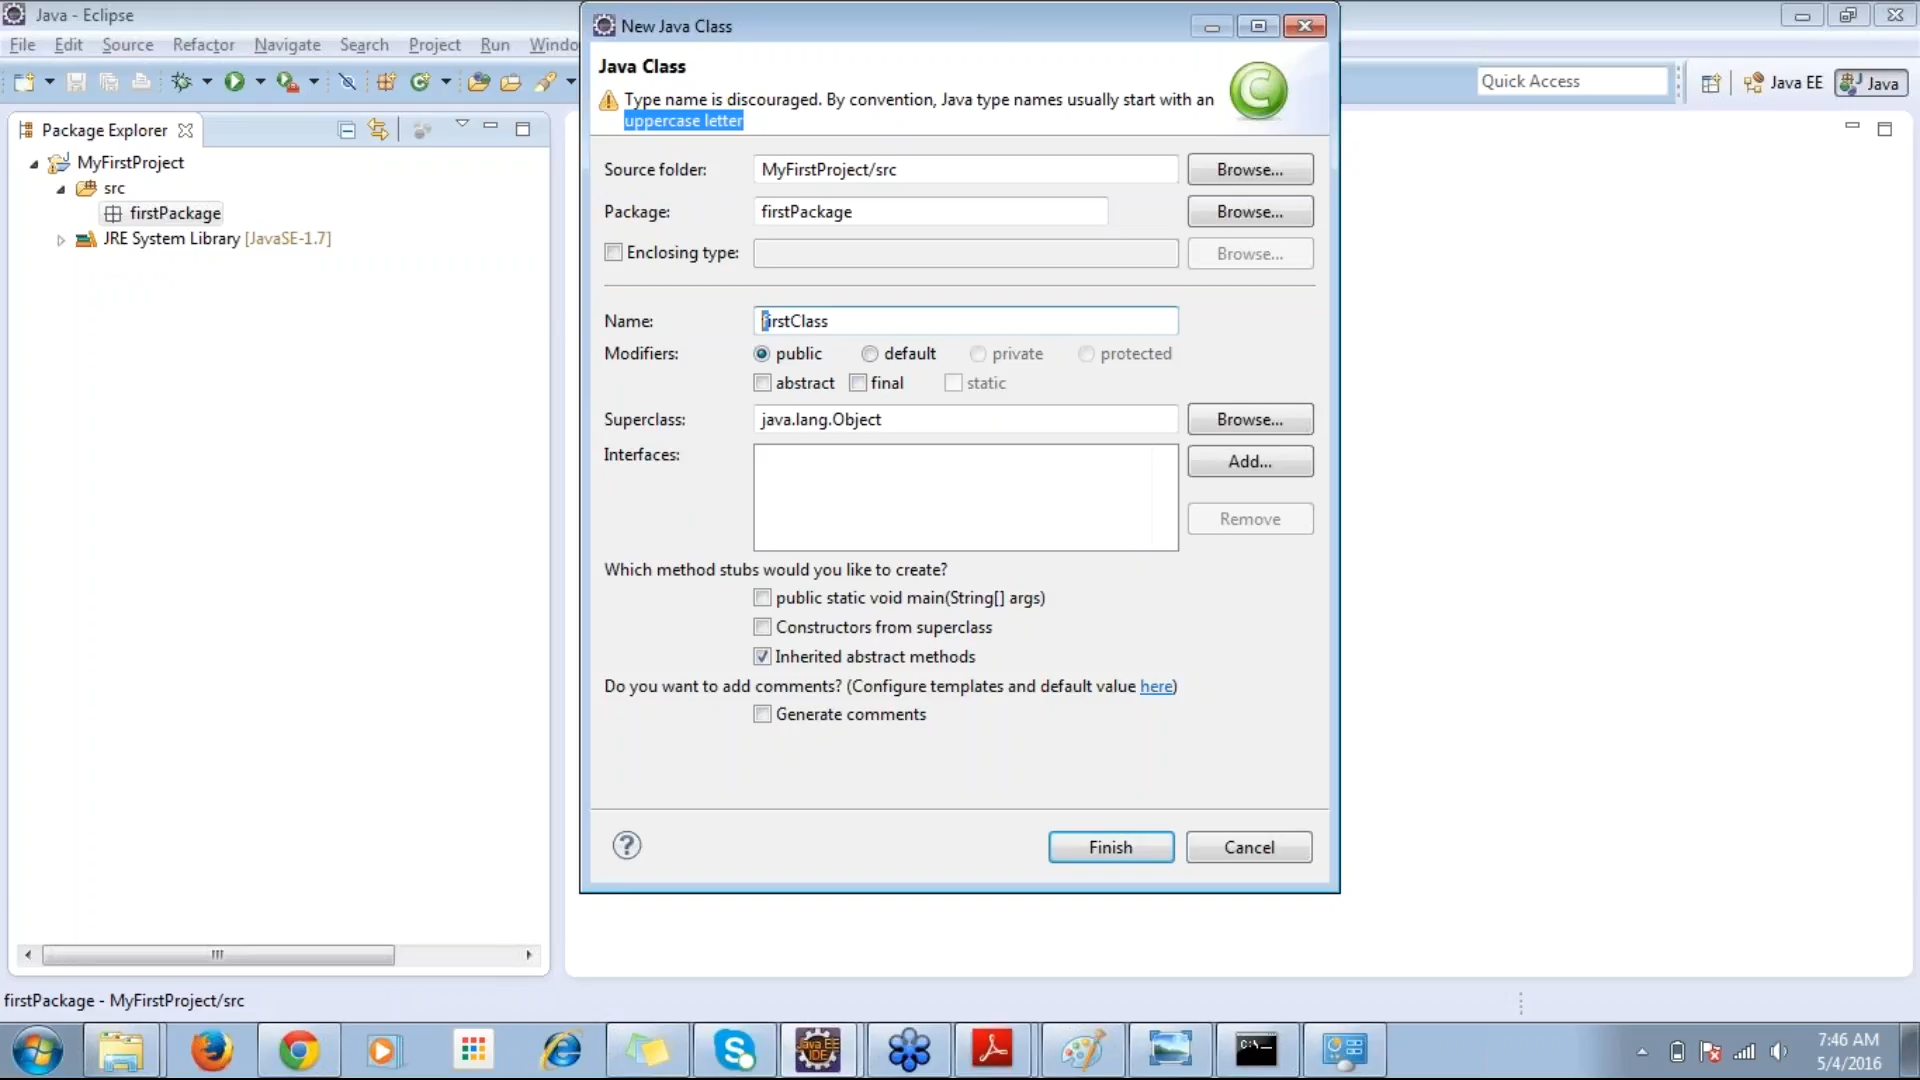 Java - Eclipse
New Java Class
File Edit Source Refactor Navigate Search Project Run Windo
Java Class
Type name is discouraged. By convention, Java type names usually start with an
uppercase letter
Quick Access
Java EE
Java
Package Explorer
MyFirstProject
src
firstPackage
JRE System Library [JavaSE-1.7]
Source folder: MyFirstProject/src Browse...
Package: firstPackage Browse...
Enclosing type: Browse...
Name: firstClass
Modifiers: public default private protected
abstract final static
Superclass: java.lang.Object Browse...
Interfaces: Add...
Remove
Which method stubs would you like to create?
public static void main(String[] args)
Constructors from superclass
Inherited abstract methods
Do you want to add comments? (Configure templates and default value here)
Generate comments
? Finish Cancel
firstPackage - MyFirstProject/src
Java EE
IDE
C:\_
7:46 AM
5/4/2016